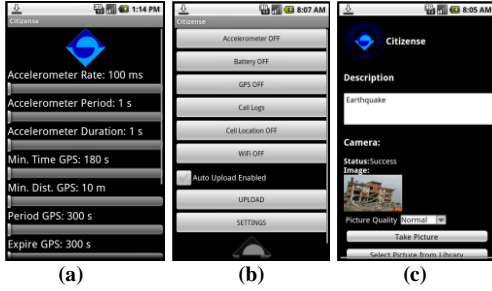 1:14 PM
Citizense
Accelerometer Rate: 100 ms
Accelerometer Period: 1 s
Accelerometer Duration: 1 s
Min. Time GPS: 180 s
Min. Dist. GPS: 10 m
Period GPS: 300 s
Expire GPS: 300 s
(a)
8:07 AM
Citizense
Accelerometer OFF
Battery OFF
GPS OFF
Call Logs
Cell Location OFF
WiFi OFF
Auto Upload Enabled
UPLOAD
SETTINGS
(b)
8:05 AM
Citizense
Description
Earthquake
Camera:
Status:Success
Image:
Picture Quality Normal
Take Picture
Select Picture from Library
(c)